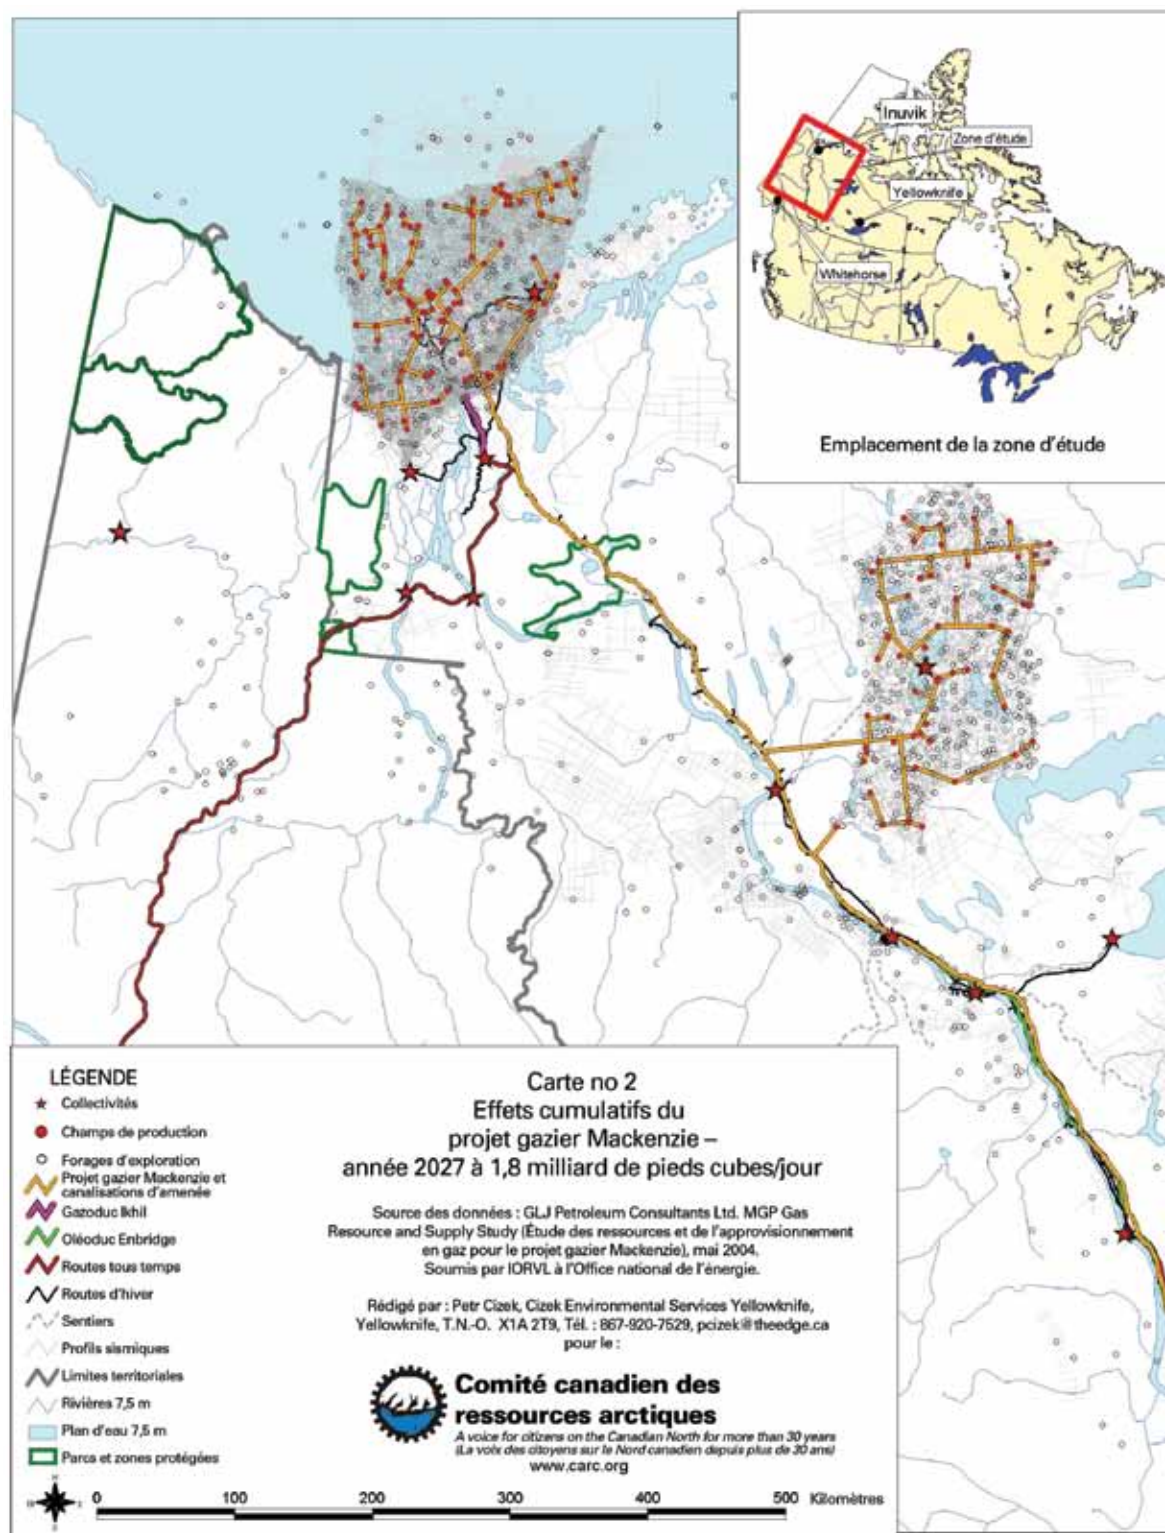 Inuvik
Zone d'étude
Yellowknife
Whitehorse
Emplacement de la zone d'étude
LÉGENDE
Collectivités
Champs de production
Forages d'exploration
Projet gazier Mackenzie et
canalisations d'amenée
Gazoduc Ikhil
Oléoduc Enbridge
Routes tous temps
Routes d'hiver
Sentiers
Profils sismiques
Limites territoriales
Rivières 7,5 m
Plan d'eau 7,5 m
Parcs et zones protégées
Carte no 2
Effets cumulatifs du
projet gazier Mackenzie –
année 2027 à 1,8 milliard de pieds cubes/jour
Source des données : GLJ Petroleum Consultants Ltd. MGP Gas
Resource and Supply Study (Étude des ressources et de l'approvisionnement
en gaz pour le projet gazier Mackenzie), mai 2004.
Soumis par IORVL à l'Office national de l'énergie.
Rédigé par : Petr Cizek, Cizek Environmental Services Yellowknife,
Yellowknife, T.N.-O. X1A 2T9, Tél. : 867-920-7529, pcizek@theedge.ca
pour le :
Comité canadien des
ressources arctiques
A voice for citizens on the Canadian North for more than 30 years
(La voix des citoyens sur le Nord canadien depuis plus de 30 ans)
www.carc.org
0 100 200 300 400 500 Kilomètres